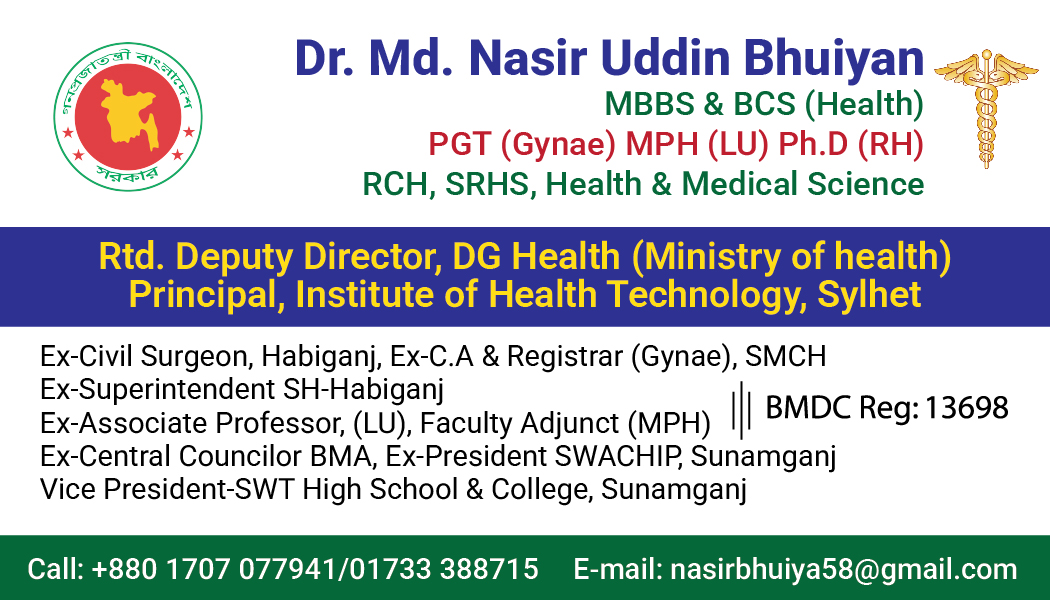 গনপ্রজাতন্ত্রী বাংলাদেশ
সরকার
Dr. Md. Nasir Uddin Bhuiyan
MBBS & BCS (Health)
PGT (Gynae) MPH (LU) Ph.D (RH)
RCH, SRHS, Health & Medical Science
Rtd. Deputy Director, DG Health (Ministry of health)
Principal, Institute of Health Technology, Sylhet
Ex-Civil Surgeon, Habiganj, Ex-C.A & Registrar (Gynae), SMCH
Ex-Superintendent SH-Habiganj
Ex-Associate Professor, (LU), Faculty Adjunct (MPH)
Ex-Central Councilor BMA, Ex-President SWACHIP, Sunamganj
Vice President-SWT High School & College, Sunamganj
BMDC Reg: 13698
Call: +880 1707 077941/01733 388715 E-mail: nasirbhuiya58@gmail.com